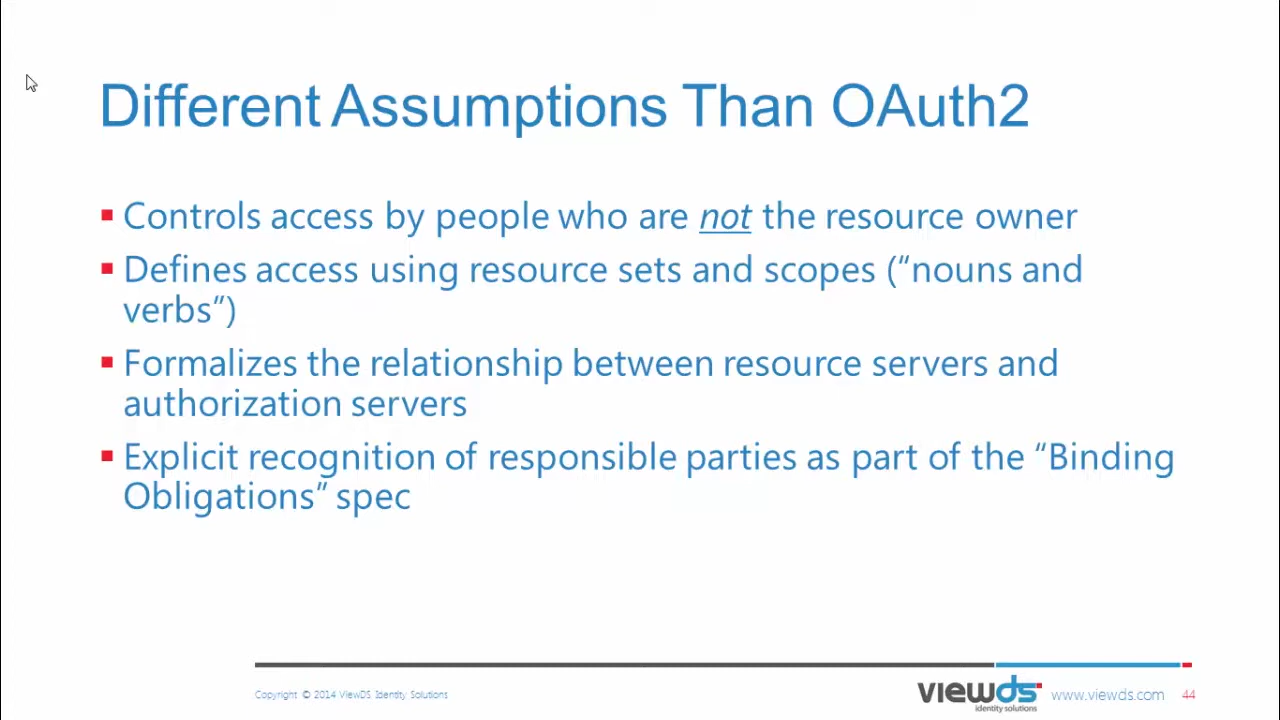 Different Assumptions Than OAuth2
▪ Controls access by people who are not the resource owner
▪ Defines access using resource sets and scopes (“nouns and
verbs”)
▪ Formalizes the relationship between resource servers and
authorization servers
▪ Explicit recognition of responsible parties as part of the “Binding
Obligations” spec
Copyright © 2014 ViewDS Identity Solutions
viewds
identity solutions
www.viewds.com
44